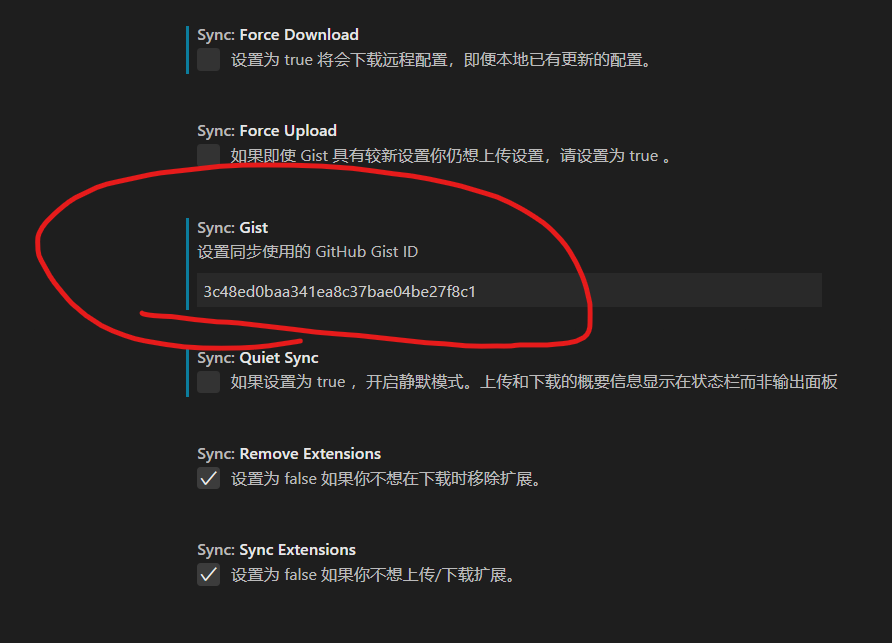 Sync: Force Download
设置为 true 将会下载远程配置，即便本地已有更新的配置。
Sync: Force Upload
如果即使 Gist 具有较新设置你仍想上传设置，请设置为 true 。
Sync: Gist
设置同步使用的 GitHub Gist ID
3c48ed0baa341ea8c37bae04be27f8c1
Sync: Quiet Sync
如果设置为 true ，开启静默模式。上传和下载的概要信息显示在状态栏而非输出面板
Sync: Remove Extensions
设置为 false 如果你不想在下载时移除扩展。
Sync: Sync Extensions
设置为 false 如果你不想上传/下载扩展。